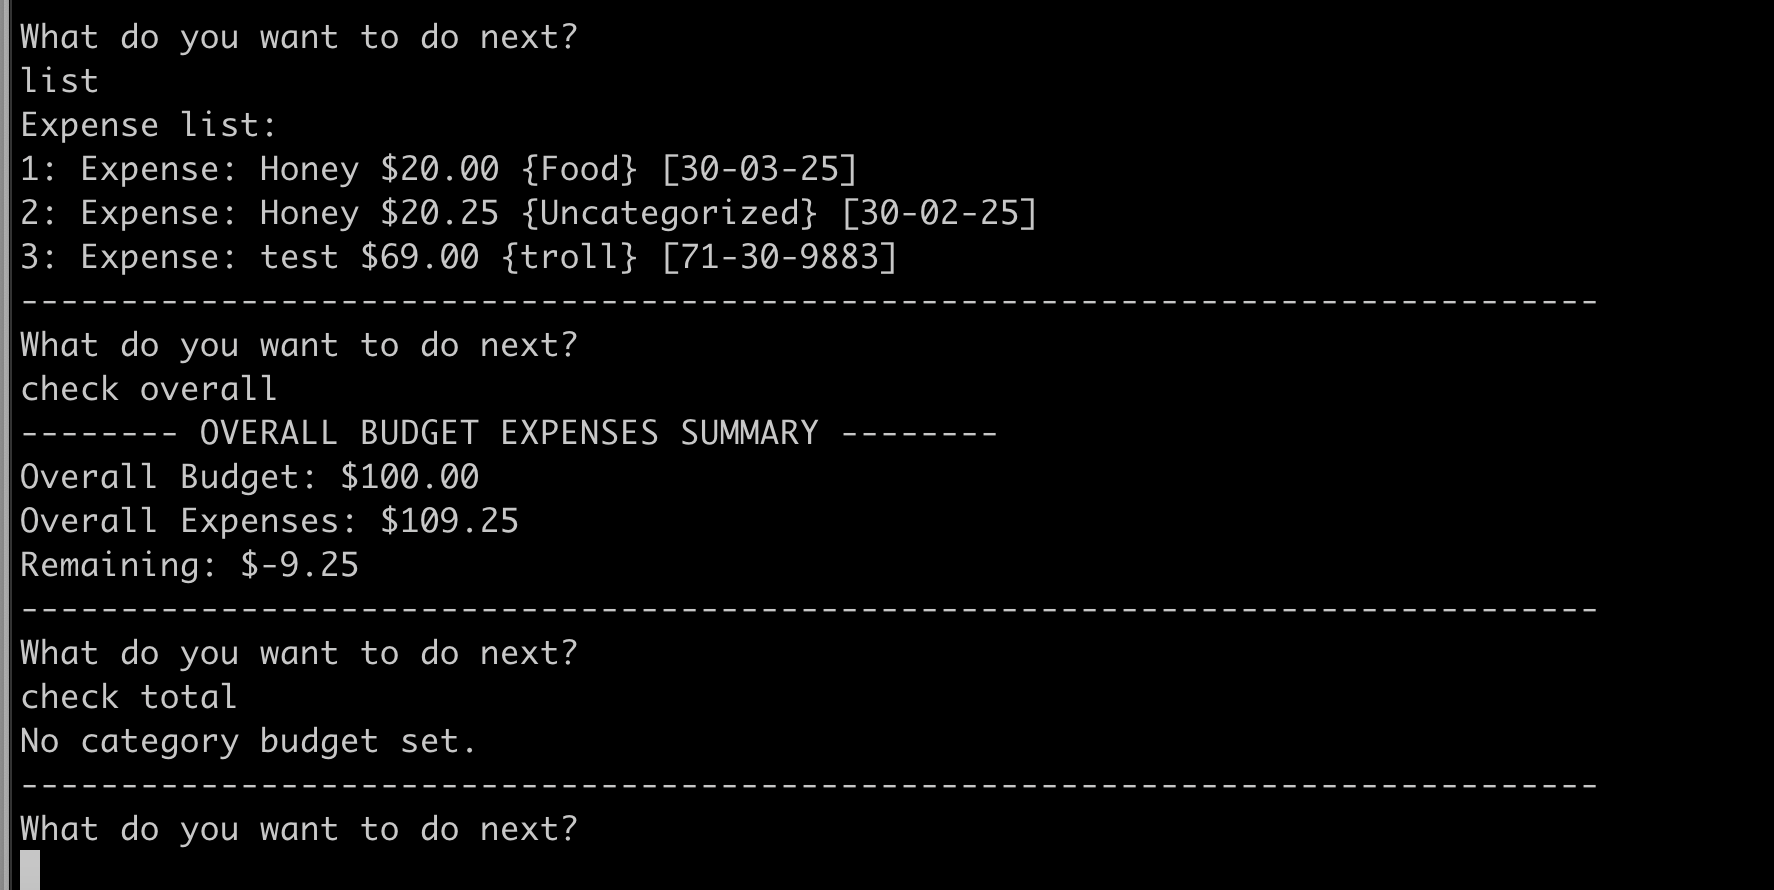 What do you want to do next?
list
Expense list:
1: Expense: Honey $20.00 {Food} [30-03-25]
2: Expense: Honey $20.25 {Uncategorized} [30-02-25]
3: Expense: test $69.00 {troll} [71-30-9883]
-------------------------------------------------------------------------------
What do you want to do next?
check overall
-------- OVERALL BUDGET EXPENSES SUMMARY --------
Overall Budget: $100.00
Overall Expenses: $109.25
Remaining: $-9.25
-------------------------------------------------------------------------------
What do you want to do next?
check total
No category budget set.
-------------------------------------------------------------------------------
What do you want to do next?